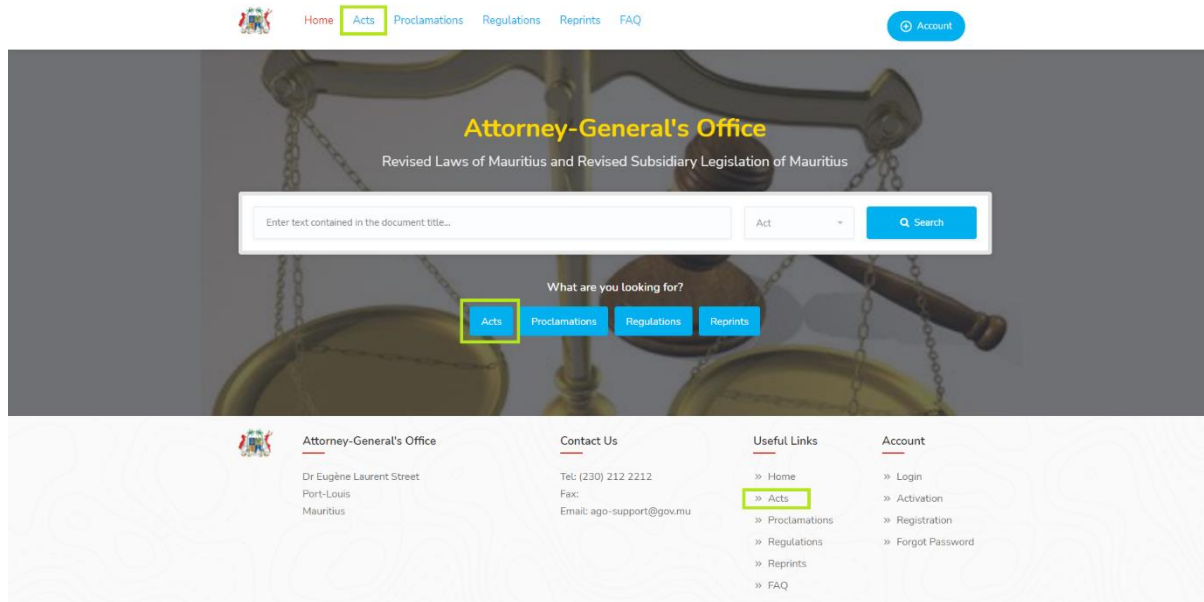 Home Acts Proclamations Regulations Reprints FAQ Account
Attorney-General's Office
Revised Laws of Mauritius and Revised Subsidiary Legislation of Mauritius
Enter text contained in the document title... Act Search
What are you looking for?
Acts Proclamations Regulations Reprints
Attorney-General's Office
Dr Eugène Laurent Street
Port-Louis
Mauritius
Contact Us
Tel: (230) 212 2212
Fax:
Email: ago-support@gov.mu
Useful Links
» Home
» Acts
» Proclamations
» Regulations
» Reprints
» FAQ
Account
» Login
» Activation
» Registration
» Forgot Password